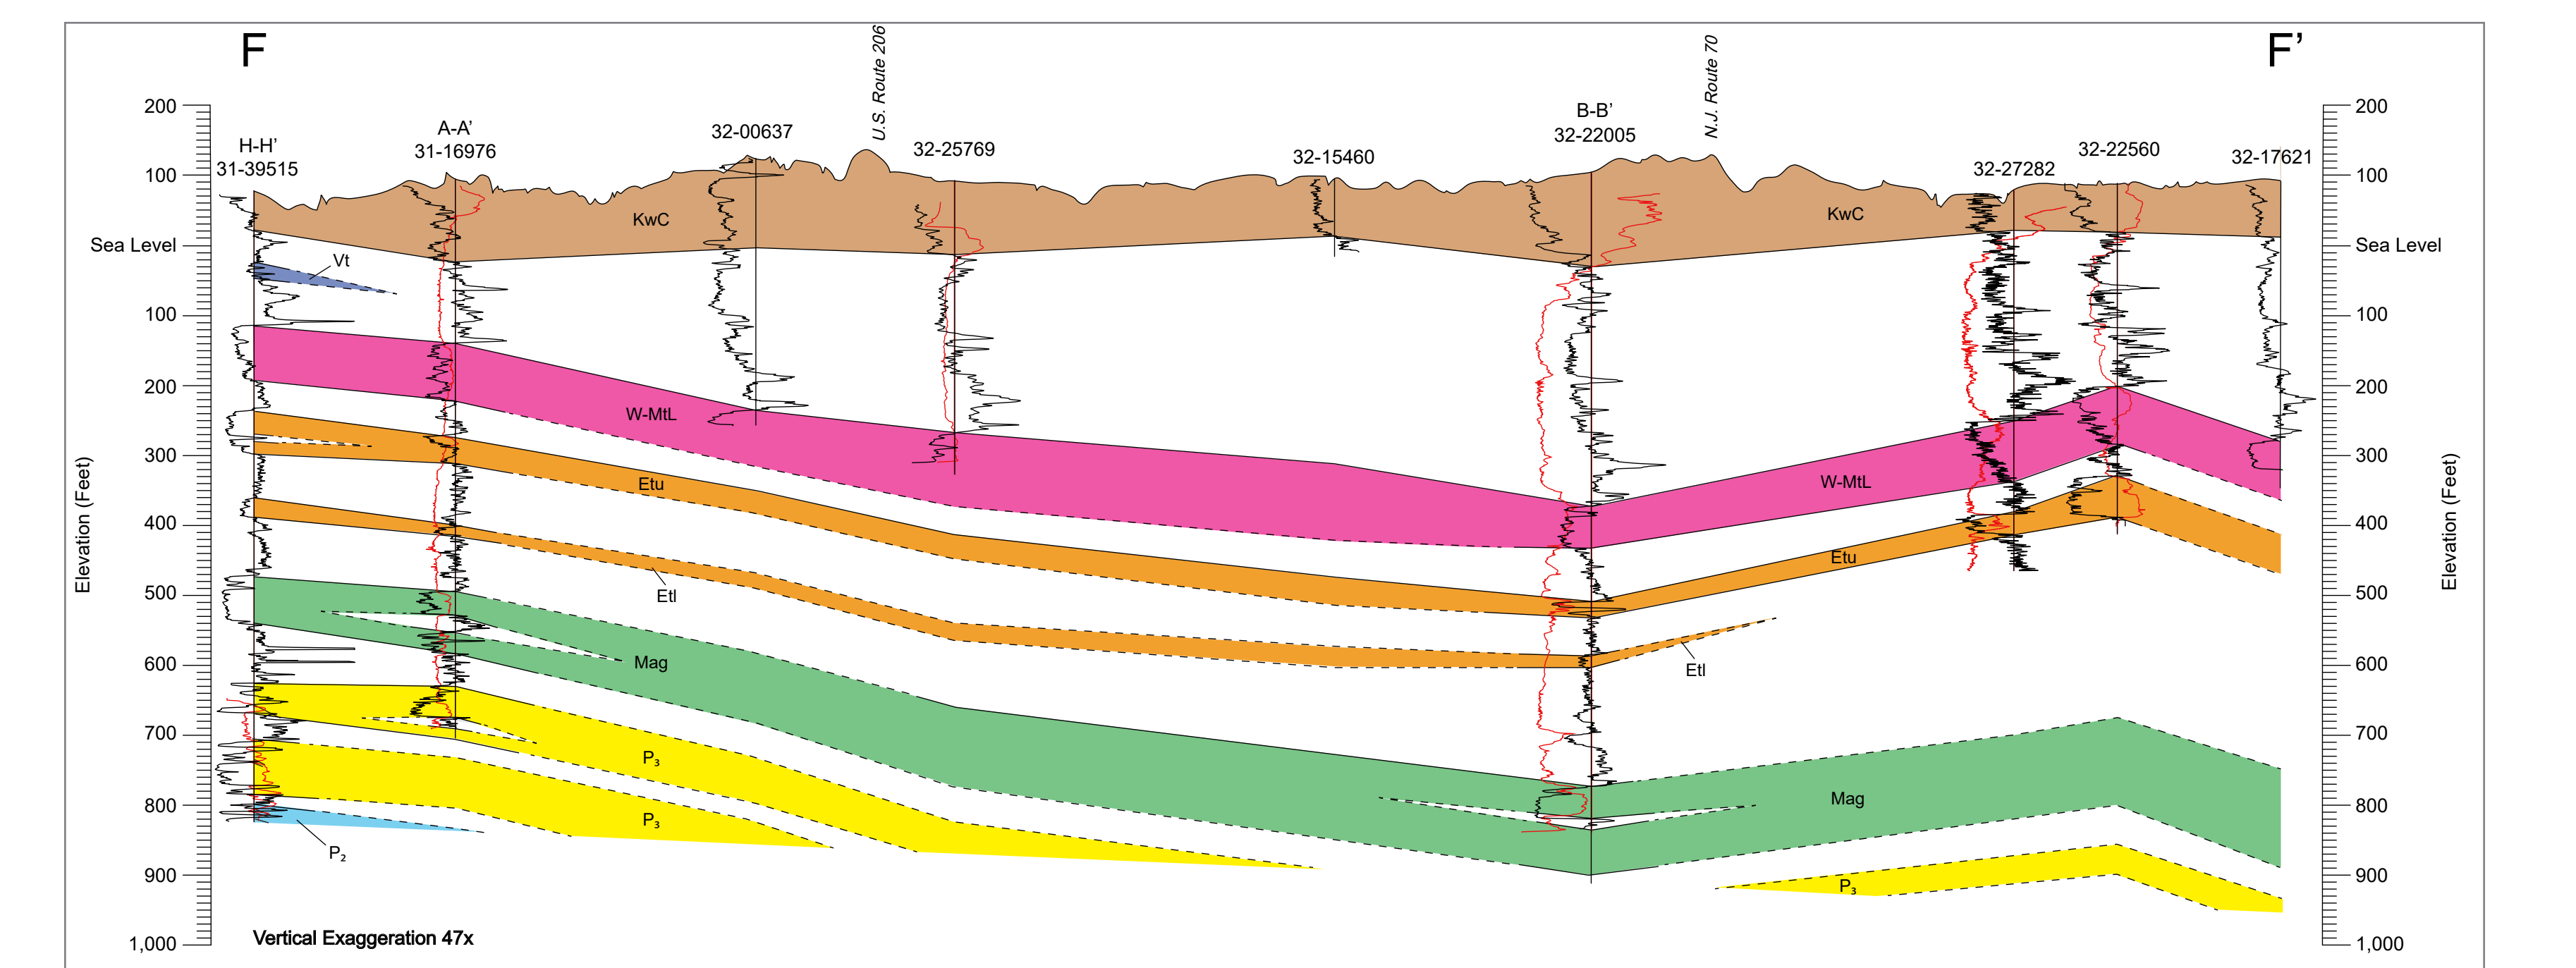 F
F’
U.S. Route 206
N.J. Route 70
H-H’
31-39515
A-A’
31-16976
32-00637
32-25769
32-15460
B-B’
32-22005
32-27282
32-22560
32-17621
200
100
Sea Level
100
200
300
400
500
600
700
800
900
1,000
Elevation (Feet)
KwC
KwC
Vt
W-MtL
W-MtL
Etu
Etu
Etl
Etl
Mag
Mag
P₃
P₃
P₃
P₂
200
100
Sea Level
100
200
300
400
500
600
700
800
900
1,000
Elevation (Feet)
Vertical Exaggeration 47x